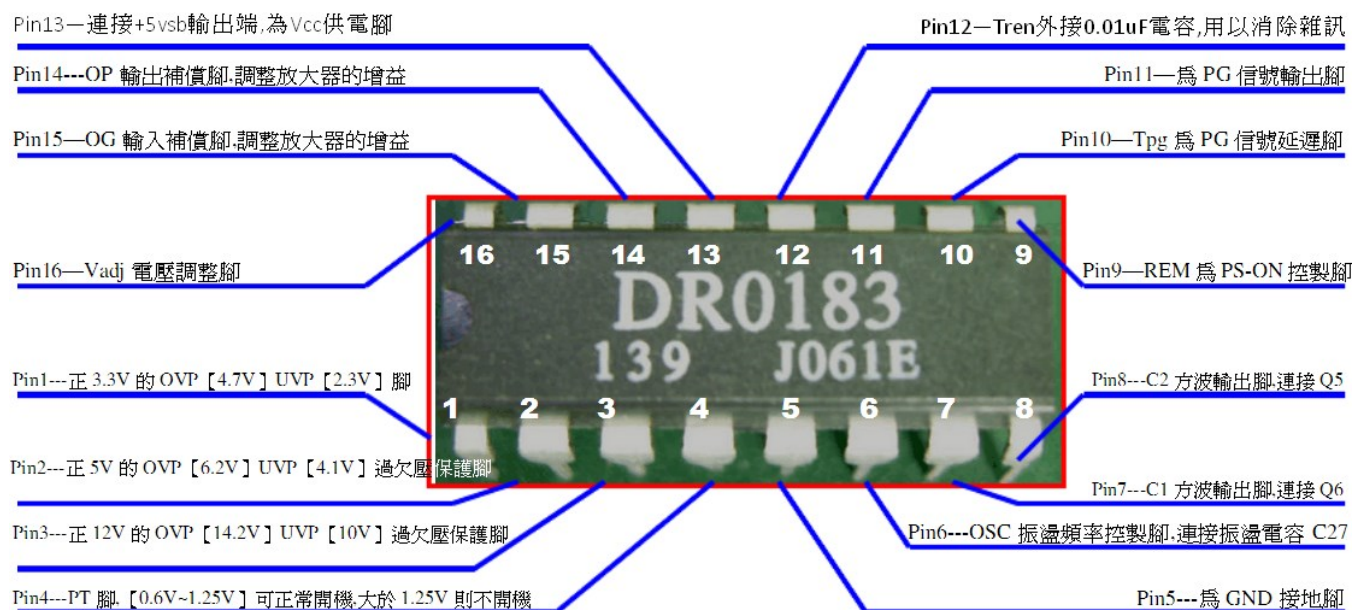 Pin13—連接+5vsb輸出端,為Vcc供電腳
Pin12—Tren外接0.01uF電容,用以消除雜訊
Pin14---OP 輸出補償腳.調整放大器的增益
Pin11—爲 PG 信號輸出腳
Pin15—OG 輸入補償腳.調整放大器的增益
Pin10—Tpg 爲 PG 信號延遲腳
16 15 14 13 12 11 10 9
Pin16—Vadj 電壓調整腳
Pin9—REM 爲 PS-ON 控製腳
DR0183
139 J061E
Pin1---正 3.3V 的 OVP【4.7V】UVP【2.3V】腳
Pin8---C2 方波輸出腳.連接 Q5
1 2 3 4 5 6 7 8
Pin2---正 5V 的 OVP【6.2V】UVP【4.1V】過欠壓保護腳
Pin7---C1 方波輸出腳.連接 Q6
Pin3---正 12V 的 OVP【14.2V】UVP【10V】過欠壓保護腳
Pin6---OSC 振盪頻率控製腳.連接振盪電容 C27
Pin4---PT 腳.【0.6V~1.25V】可正常開機.大於 1.25V 則不開機
Pin5---爲 GND 接地腳